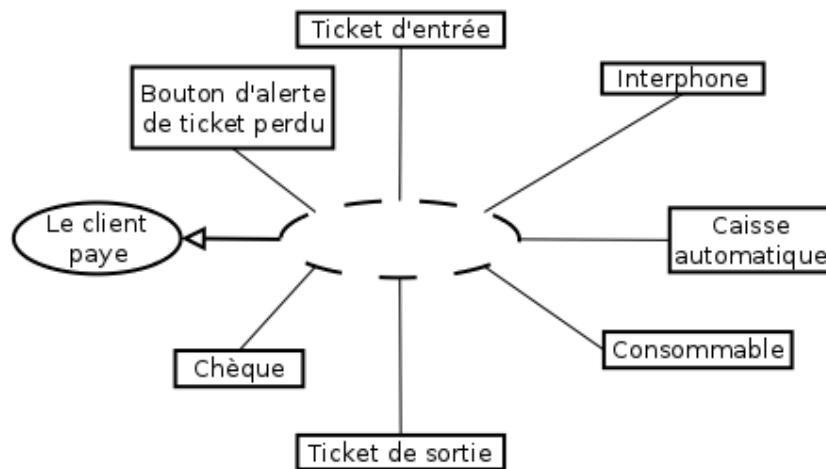 Ticket d'entrée
Interphone
Bouton d'alerte
de ticket perdu
Le client
paye
Caisse
automatique
Chèque
Consommable
Ticket de sortie